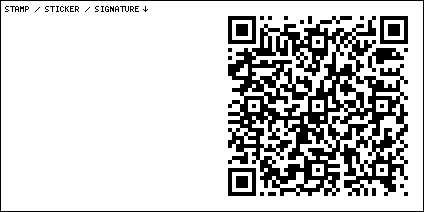 STAMP / STICKER / SIGNATURE ↓